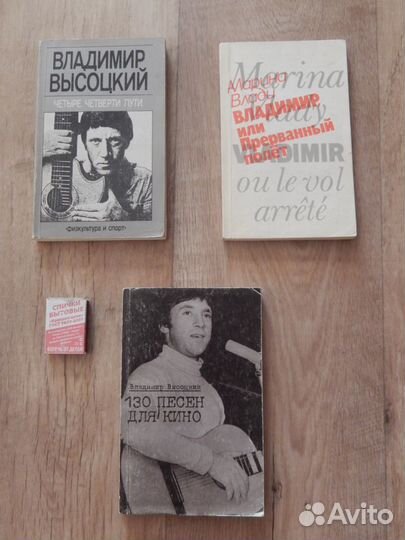 ВЛАДИМИР
ВЫСОЦКИЙ
ЧЕТЫРЕ ЧЕТВЕРТИ ПУТИ
«Физкультура и спорт»
Marina
Vlady
Марина
Влади
ВЛАДИМИР
или
Прерванный
полет
VLADIMIR
ou le vol
arrêté
СПИЧКИ
БЫТОВЫЕ
Владимир Высоцкий
130 ПЕСЕН
ДЛЯ КИНО
Avito